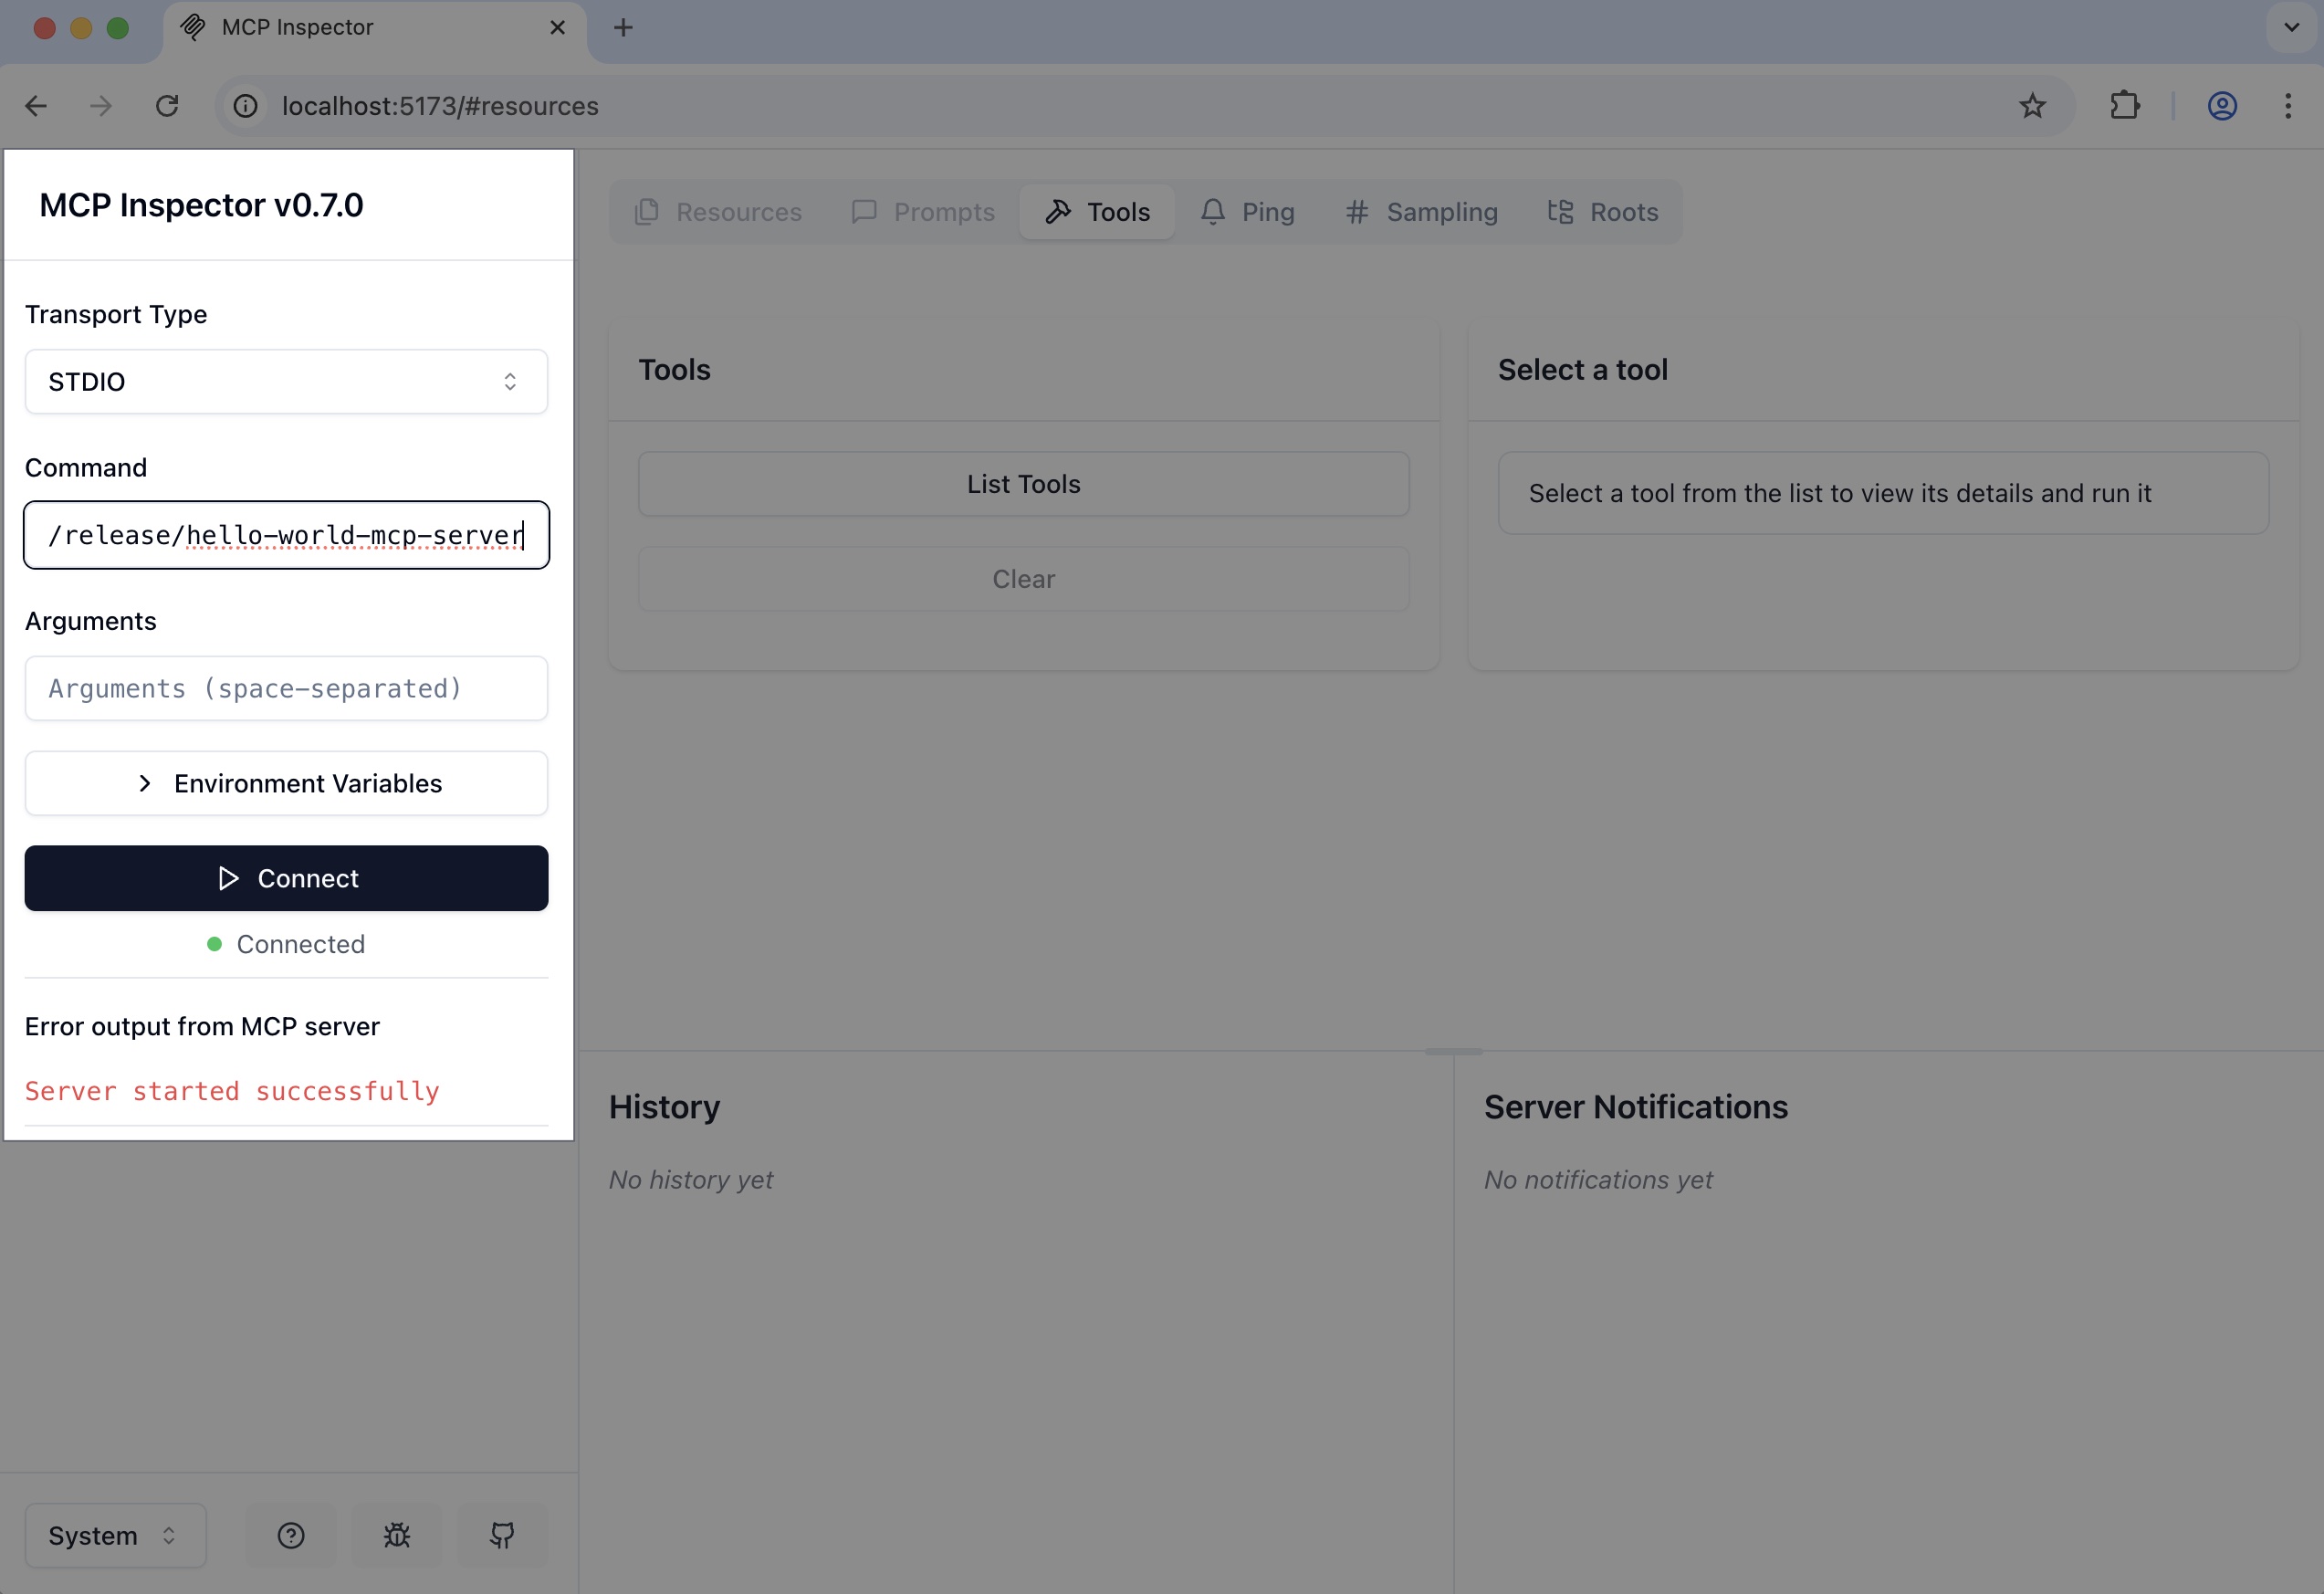 MCP Inspector
localhost:5173/#resources
MCP Inspector v0.7.0
Transport Type
STDIO
Command
/release/hello-world-mcp-server
Arguments
Arguments (space-separated)
Environment Variables
Connect
Connected
Error output from MCP server
Server started successfully
System
Resources Prompts Tools Ping Sampling Roots
Tools
List Tools
Clear
Select a tool
Select a tool from the list to view its details and run it
History
No history yet
Server Notifications
No notifications yet